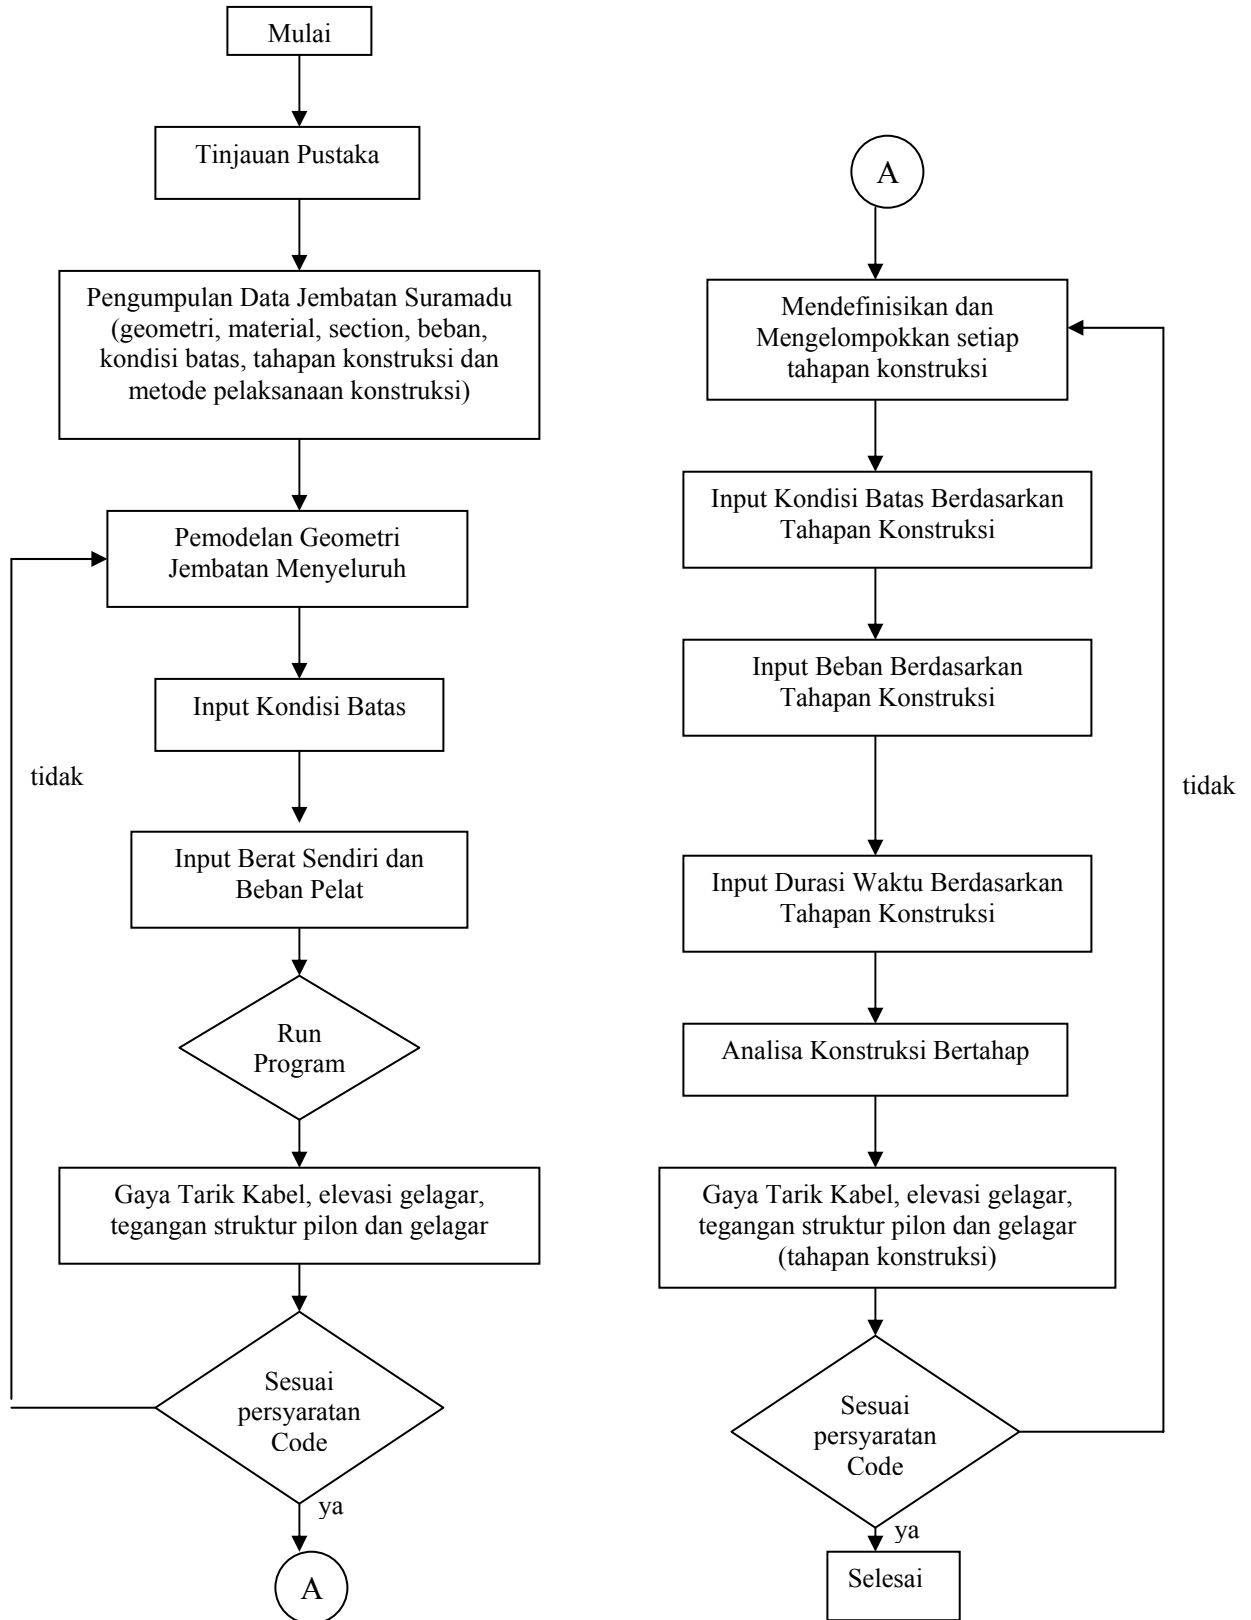 Mulai
Tinjauan Pustaka
Pengumpulan Data Jembatan Suramadu
(geometri, material, section, beban,
kondisi batas, tahapan konstruksi dan
metode pelaksanaan konstruksi)
Pemodelan Geometri
Jembatan Menyeluruh
Input Kondisi Batas
tidak
Input Berat Sendiri dan
Beban Pelat
Run
Program
Gaya Tarik Kabel, elevasi gelagar,
tegangan struktur pilon dan gelagar
Sesuai
persyaratan
Code
ya
A
A
Mendefinisikan dan
Mengelompokkan setiap
tahapan konstruksi
Input Kondisi Batas Berdasarkan
Tahapan Konstruksi
Input Beban Berdasarkan
Tahapan Konstruksi
tidak
Input Durasi Waktu Berdasarkan
Tahapan Konstruksi
Analisa Konstruksi Bertahap
Gaya Tarik Kabel, elevasi gelagar,
tegangan struktur pilon dan gelagar
(tahapan konstruksi)
Sesuai
persyaratan
Code
ya
Selesai